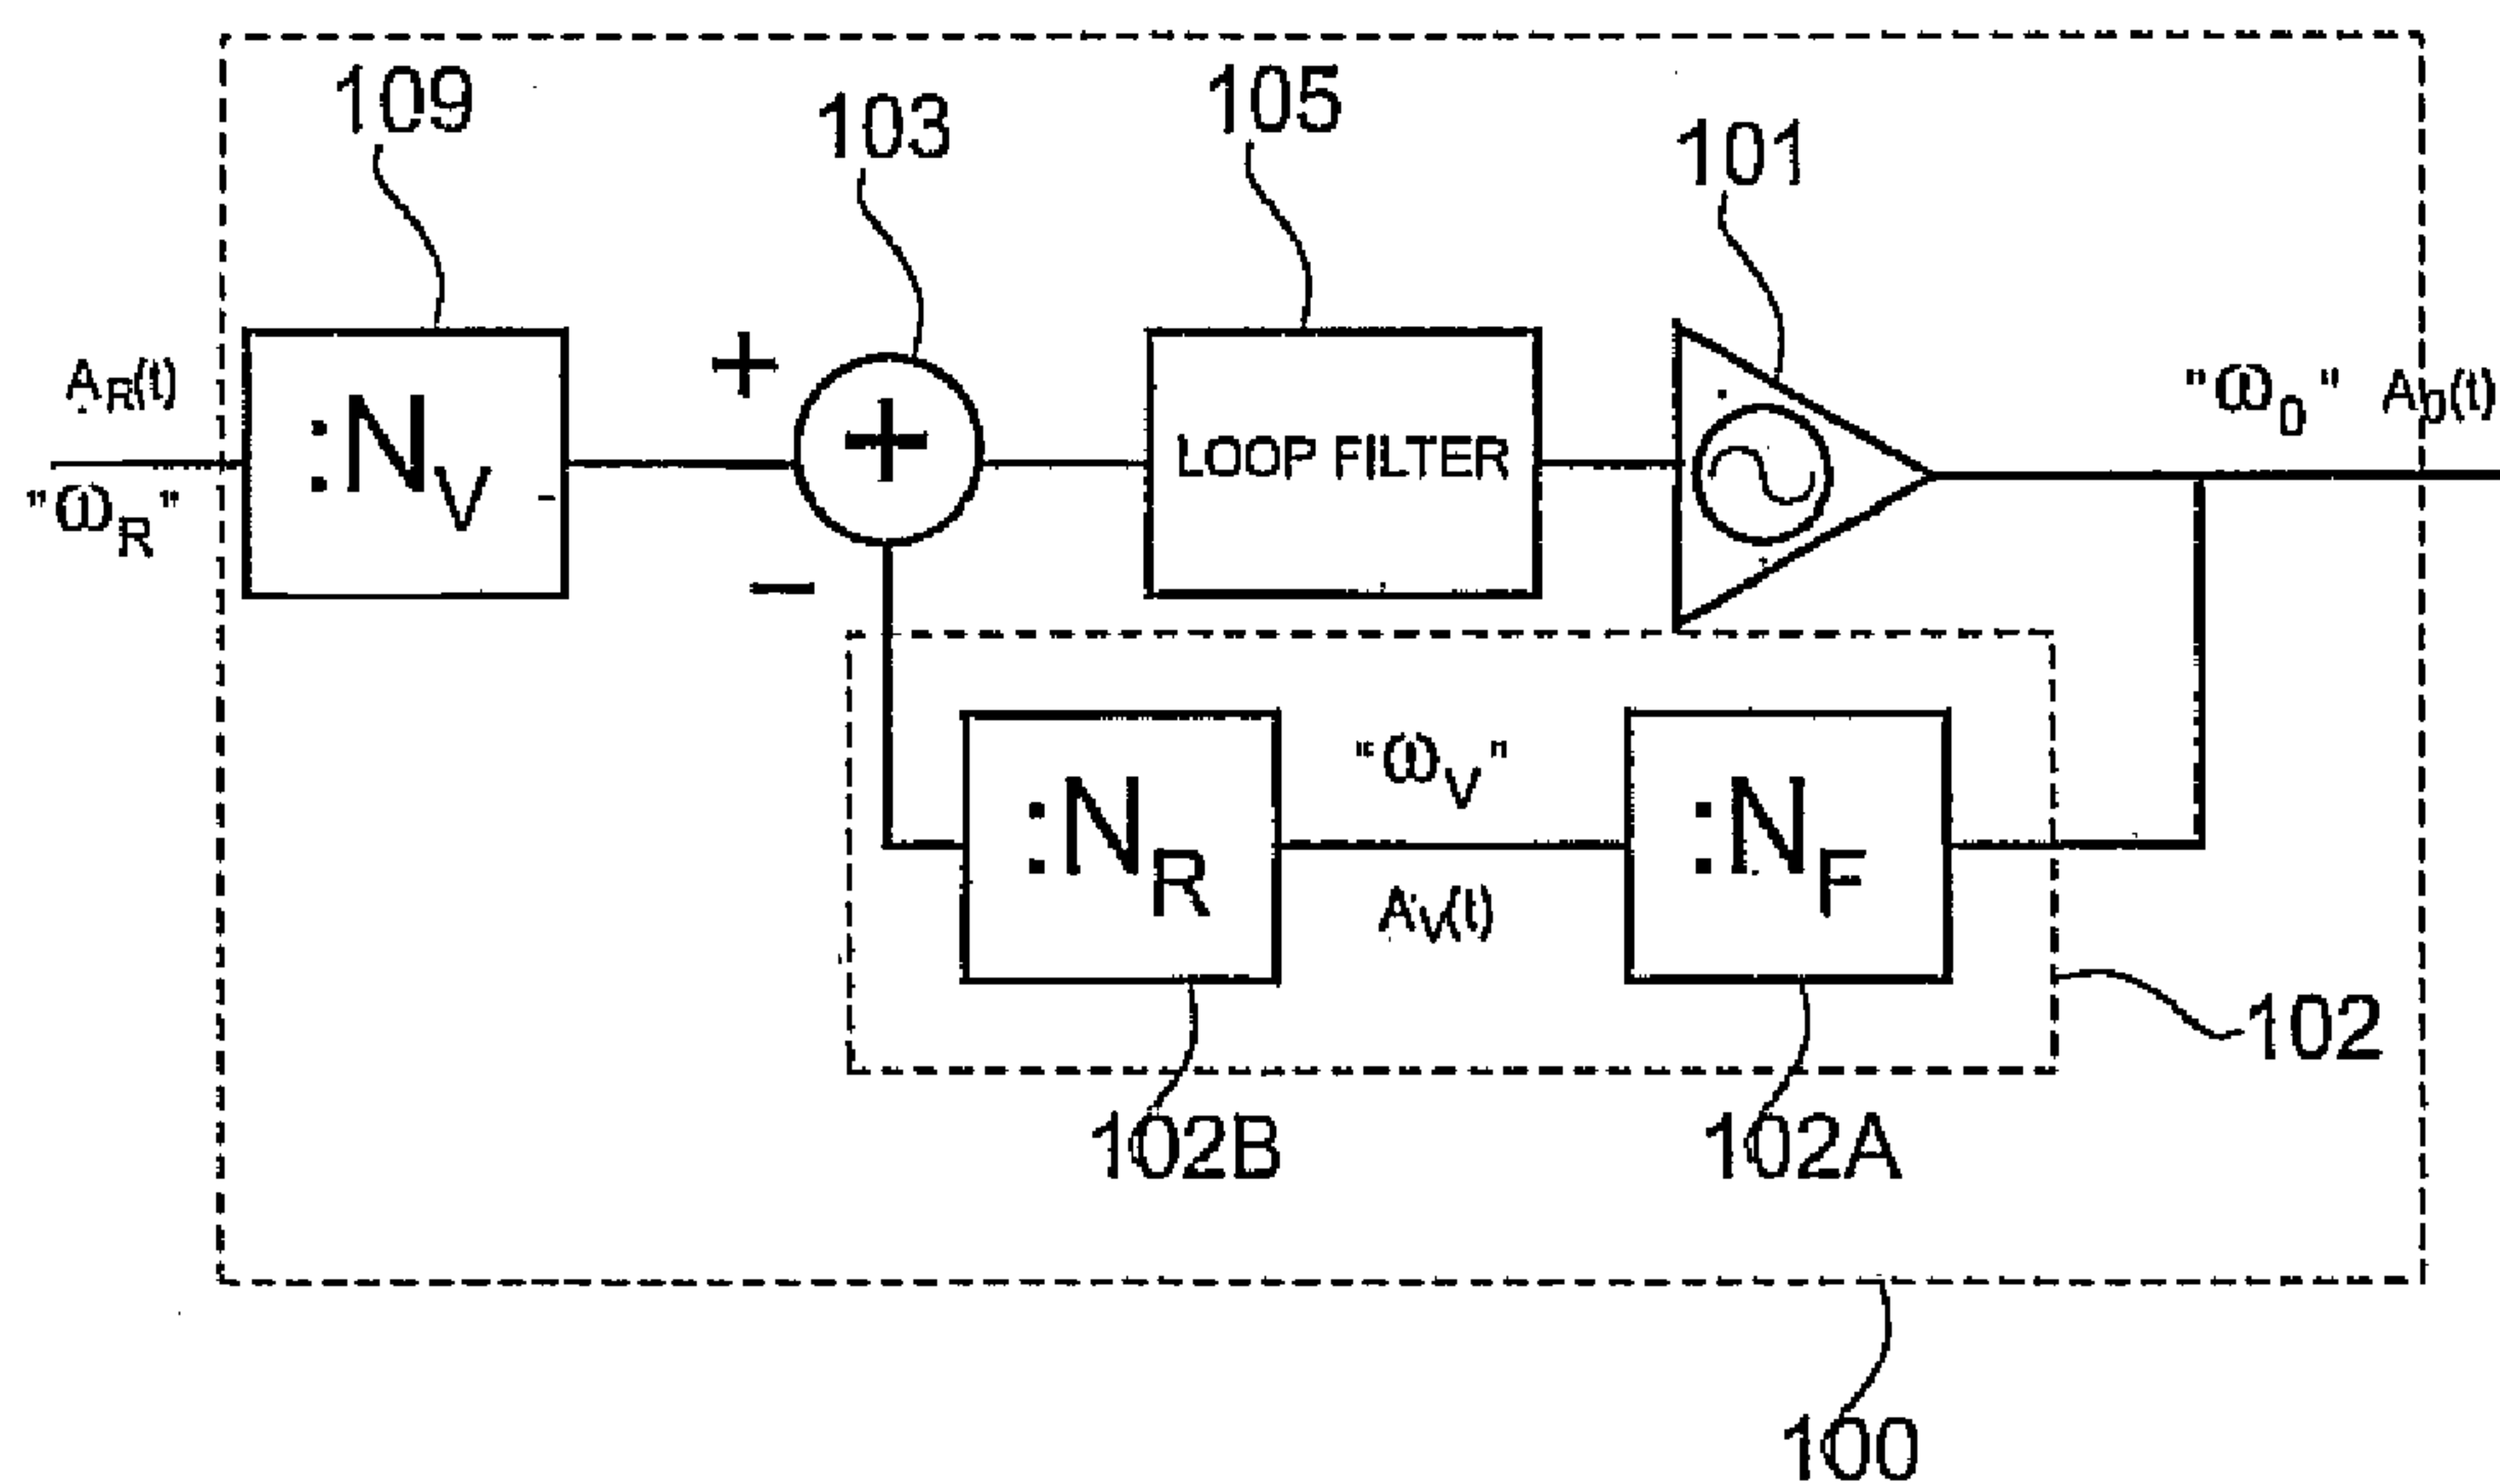 109
103
105
101
A_R(t)
"ω_R"
:N_V
+
+
−
LOOP FILTER
"ω_0" A_0(t)
:N_R
"ω_V"
A_V(t)
:N_F
102
102B
102A
100